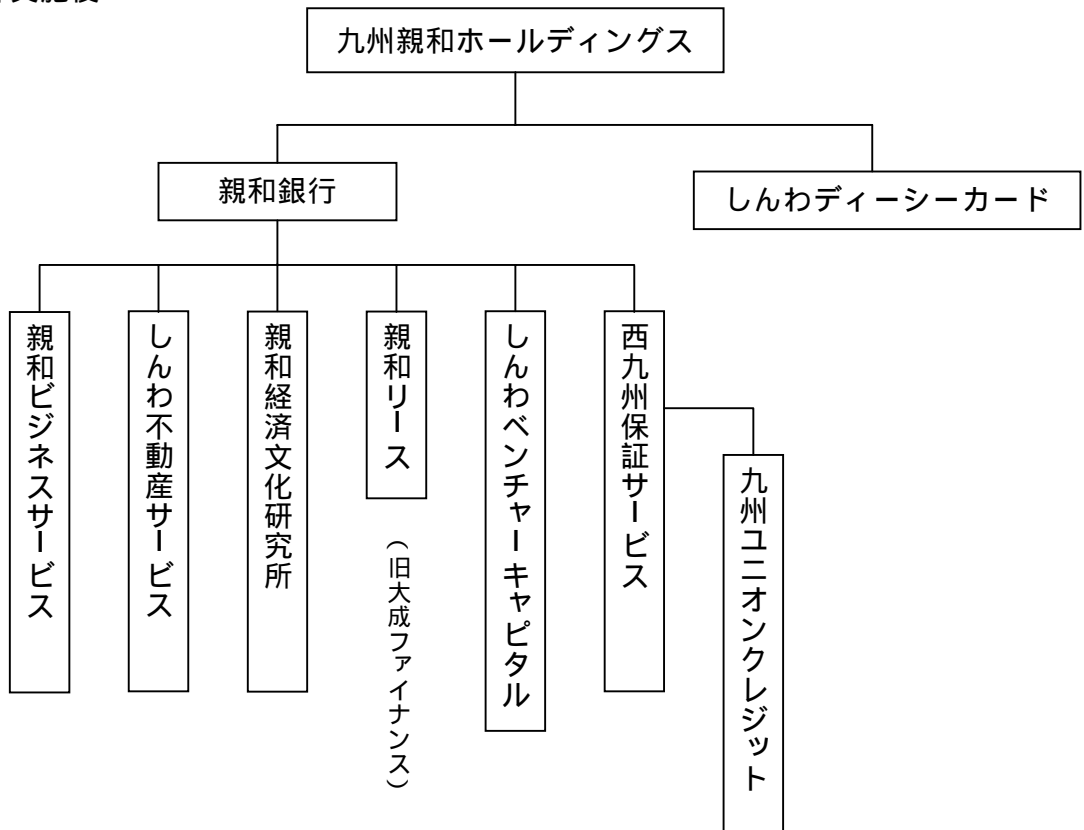 九州親和ホールディングス
親和銀行
しんわディーシーカード
親和ビジネスサービス
しんわ不動産サービス
親和経済文化研究所
親和リース
(旧大成ファイナンス)
しんわベンチャーキャピタル
西九州保証サービス
九州ユニオンクレジット